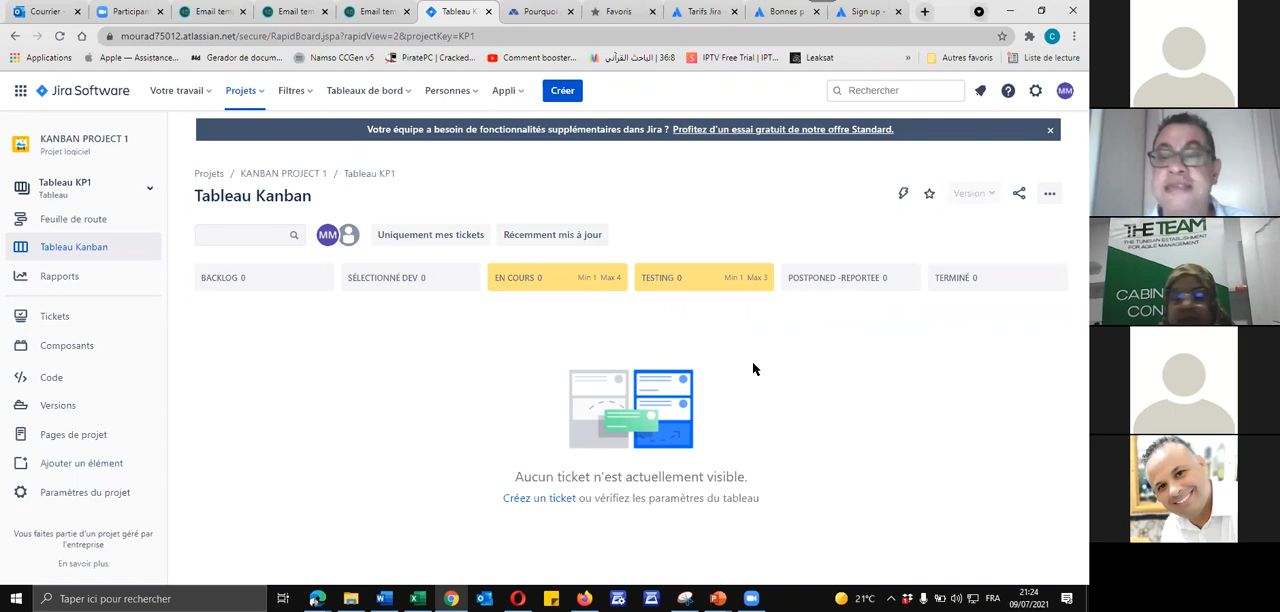 Courrier -
Participant
Email temp
Email tem
Email tem
Tableau K
Pourquoi
Favoris
Tarifs Jira
Bonnes p
Sign up -
mourad75012.atlassian.net/secure/RapidBoard.jspa?rapidView=2&projectKey=KP1
C
Applications
Apple — Assistance...
Gerador de docum...
Namso CCGen v5
PiratePC | Cracked...
Comment booster...
36:8 | الباحث القرآني
IPTV Free Trial | IPT...
Leaksat
»
Autres favoris
Liste de lecture
Jira Software
Votre travail
Projets
Filtres
Tableaux de bord
Personnes
Appli
Créer
Rechercher
MM
KANBAN PROJECT 1
Projet logiciel
Tableau KP1
Tableau
Feuille de route
Tableau Kanban
Rapports
Tickets
Composants
Code
Versions
Pages de projet
Ajouter un élément
Paramètres du projet
Vous faites partie d'un projet géré par
l'entreprise
En savoir plus
Votre équipe a besoin de fonctionnalités supplémentaires dans Jira ? Profitez d'un essai gratuit de notre offre Standard.
Projets / KANBAN PROJECT 1 / Tableau KP1
Tableau Kanban
Version
MM
Uniquement mes tickets
Récemment mis à jour
BACKLOG 0
SÉLECTIONNÉ DEV 0
EN COURS 0 Min 1 Max 4
TESTING 0 Min 1 Max 3
POSTPONED -REPORTEE 0
TERMINÉ 0
Aucun ticket n'est actuellement visible.
Créez un ticket ou vérifiez les paramètres du tableau
THE TEAM
THE TUNISIAN ESTABLISHMENT
FOR AGILE MANAGEMENT
CABIN
CON
Taper ici pour rechercher
21°C
FRA
21:24
09/07/2021